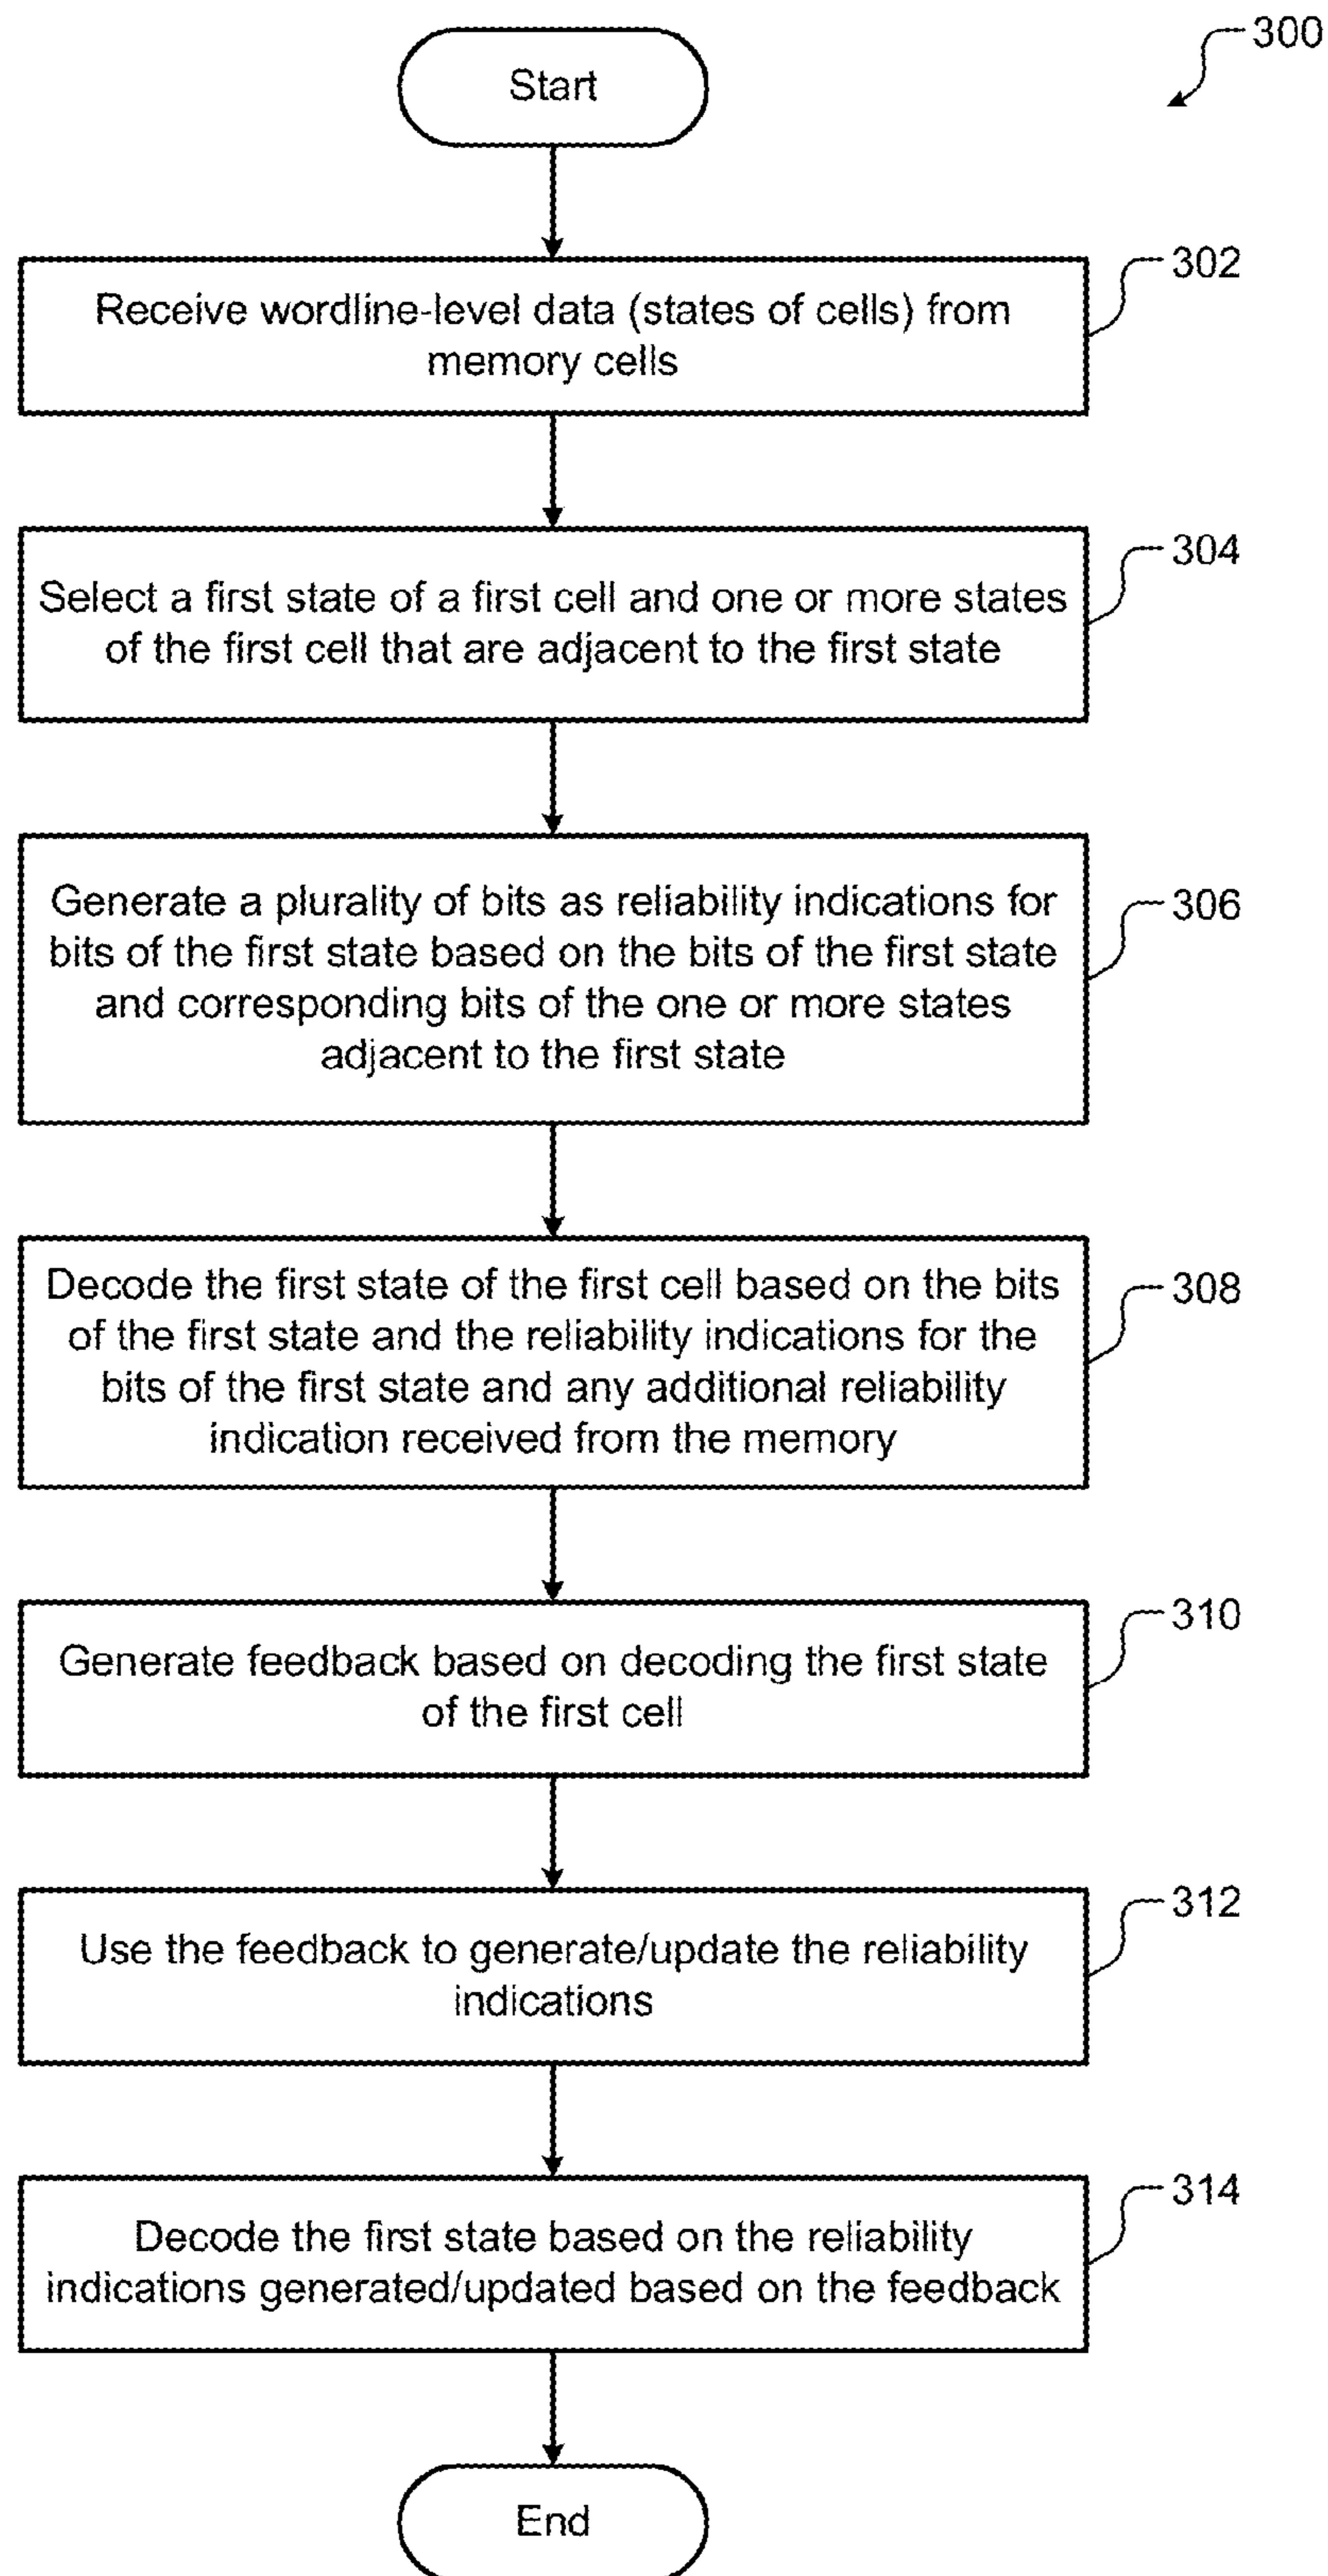 300
Start
302
Receive wordline-level data (states of cells) from
memory cells
304
Select a first state of a first cell and one or more states
of the first cell that are adjacent to the first state
306
Generate a plurality of bits as reliability indications for
bits of the first state based on the bits of the first state
and corresponding bits of the one or more states
adjacent to the first state
308
Decode the first state of the first cell based on the bits
of the first state and the reliability indications for the
bits of the first state and any additional reliability
indication received from the memory
310
Generate feedback based on decoding the first state
of the first cell
312
Use the feedback to generate/update the reliability
indications
314
Decode the first state based on the reliability
indications generated/updated based on the feedback
End